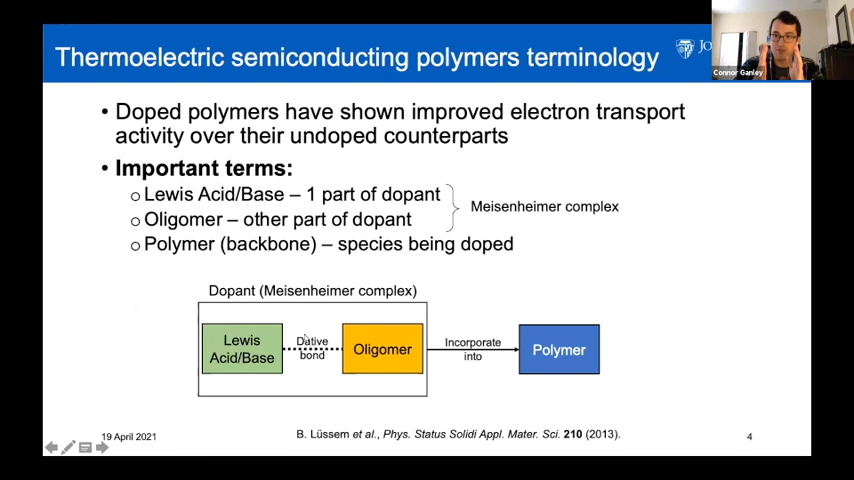 Thermoelectric semiconducting polymers terminology
Connor Ganley
• Doped polymers have shown improved electron transport
activity over their undoped counterparts
• Important terms:
o Lewis Acid/Base – 1 part of dopant
o Oligomer – other part of dopant
Meisenheimer complex
o Polymer (backbone) – species being doped
Dopant (Meisenheimer complex)
Lewis
Acid/Base
Dative
bond
Oligomer
Incorporate
into
Polymer
19 April 2021
B. Lüssem et al., Phys. Status Solidi Appl. Mater. Sci. 210 (2013).
4